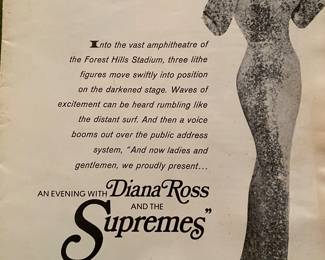 Into the vast amphitheatre of
the Forest Hills Stadium, three lithe
figures move swiftly into position
on the darkened stage. Waves of
excitement can be heard rumbling like
the distant surf. And then a voice
booms out over the public address
system, "And now ladies and
gentlemen, we proudly present...
AN EVENING WITH Diana Ross
AND THE
Supremes"